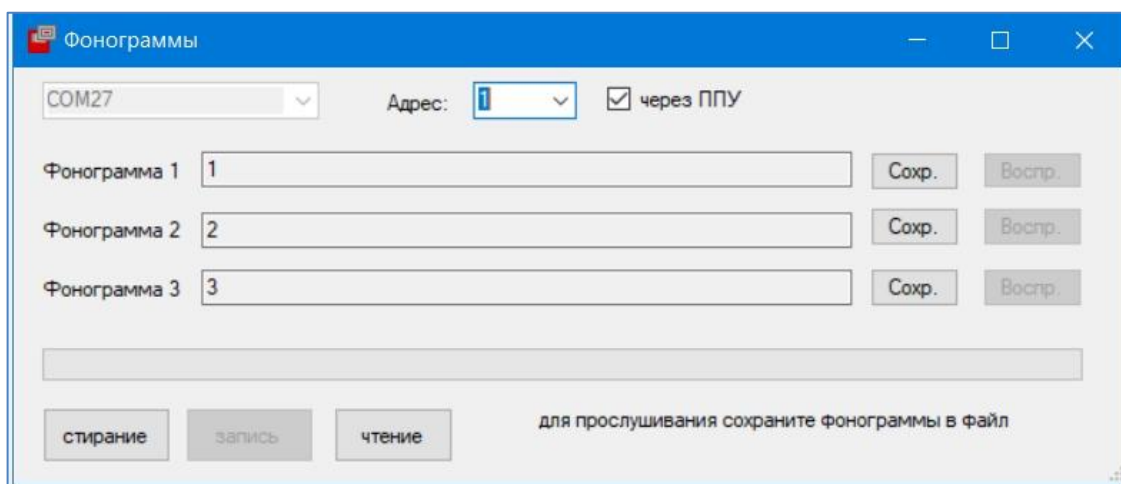 Фонограммы
COM27 Адрес: 1 через ППУ
Фонограмма 1 1 Сохр. Воспр.
Фонограмма 2 2 Сохр. Воспр.
Фонограмма 3 3 Сохр. Воспр.
стирание запись чтение для прослушивания сохраните фонограммы в файл